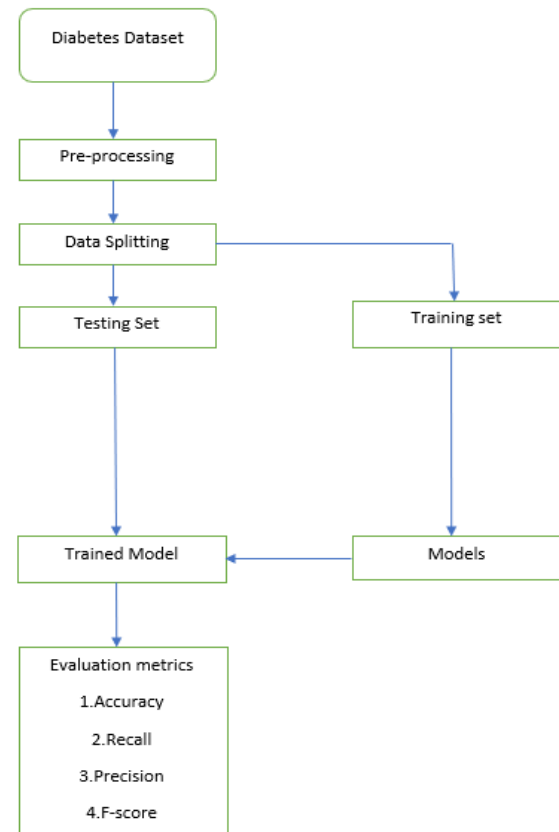 Diabetes Dataset
Pre-processing
Data Splitting
Testing Set
Training set
Trained Model
Models
Evaluation metrics
1.Accuracy
2.Recall
3.Precision
4.F-score